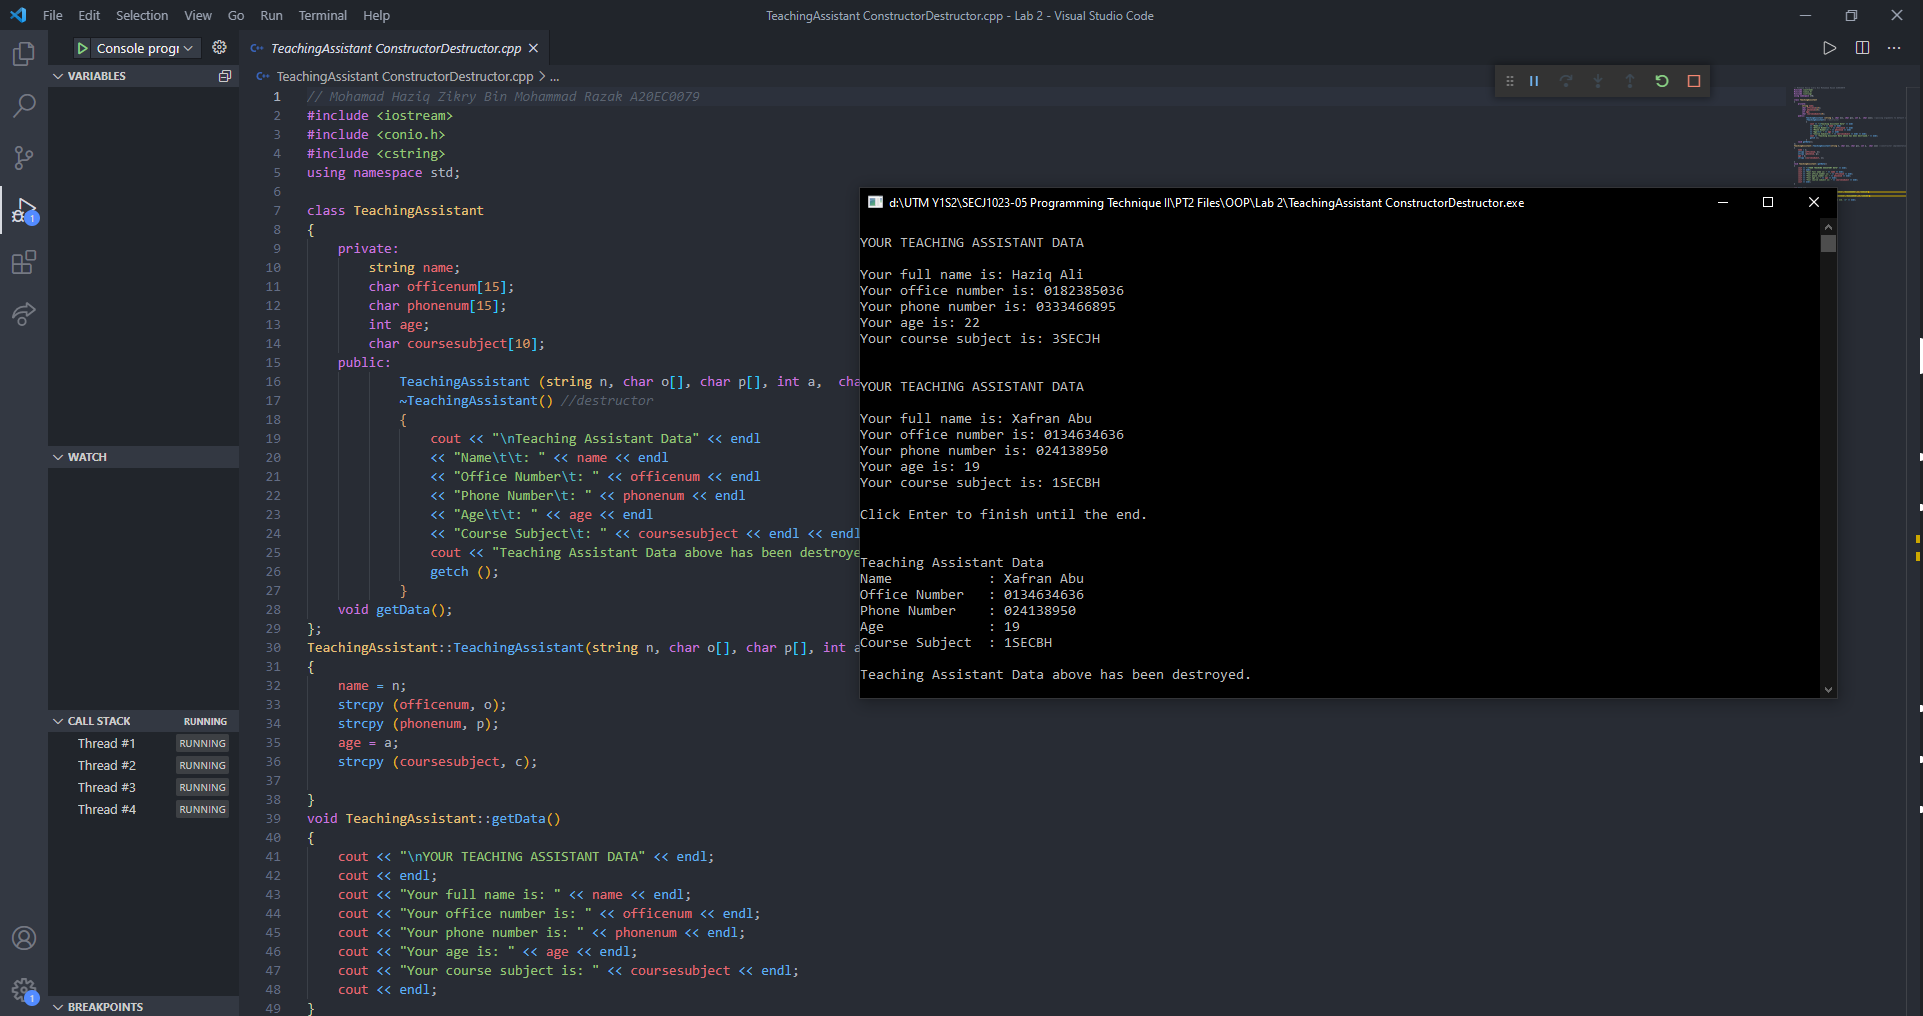 File Edit Selection View Go Run Terminal Help
TeachingAssistant ConstructorDestructor.cpp - Lab 2 - Visual Studio Code
Console progr
TeachingAssistant ConstructorDestructor.cpp
VARIABLES
TeachingAssistant ConstructorDestructor.cpp > ...
1 // Mohamad Haziq Zikry Bin Mohammad Razak A20EC0079
2 #include <iostream>
3 #include <conio.h>
4 #include <cstring>
5 using namespace std;
6
7 class TeachingAssistant
8 {
9 private:
10 string name;
11 char officenum[15];
12 char phonenum[15];
13 int age;
14 char coursesubject[10];
15 public:
16 TeachingAssistant (string n, char o[], char p[], int a, cha
17 ~TeachingAssistant() //destructor
18 {
19 cout << "\nTeaching Assistant Data" << endl
20 << "Name\t\t: " << name << endl
21 << "Office Number\t: " << officenum << endl
22 << "Phone Number\t: " << phonenum << endl
23 << "Age\t\t: " << age << endl
24 << "Course Subject\t: " << coursesubject << endl << endl
25 cout << "Teaching Assistant Data above has been destroye
26 getch ();
27 }
28 void getData();
29 };
30 TeachingAssistant::TeachingAssistant(string n, char o[], char p[], int a
31 {
32 name = n;
33 strcpy (officenum, o);
34 strcpy (phonenum, p);
35 age = a;
36 strcpy (coursesubject, c);
37
38 }
39 void TeachingAssistant::getData()
40 {
41 cout << "\nYOUR TEACHING ASSISTANT DATA" << endl;
42 cout << endl;
43 cout << "Your full name is: " << name << endl;
44 cout << "Your office number is: " << officenum << endl;
45 cout << "Your phone number is: " << phonenum << endl;
46 cout << "Your age is: " << age << endl;
47 cout << "Your course subject is: " << coursesubject << endl;
48 cout << endl;
49 }
WATCH
CALL STACK RUNNING
Thread #1 RUNNING
Thread #2 RUNNING
Thread #3 RUNNING
Thread #4 RUNNING
BREAKPOINTS
1
1
d:\UTM Y1S2\SECJ1023-05 Programming Technique II\PT2 Files\OOP\Lab 2\TeachingAssistant ConstructorDestructor.exe
YOUR TEACHING ASSISTANT DATA
Your full name is: Haziq Ali
Your office number is: 0182385036
Your phone number is: 0333466895
Your age is: 22
Your course subject is: 3SECJH
YOUR TEACHING ASSISTANT DATA
Your full name is: Xafran Abu
Your office number is: 0134634636
Your phone number is: 024138950
Your age is: 19
Your course subject is: 1SECBH
Click Enter to finish until the end.
Teaching Assistant Data
Name : Xafran Abu
Office Number : 0134634636
Phone Number : 024138950
Age : 19
Course Subject : 1SECBH
Teaching Assistant Data above has been destroyed.